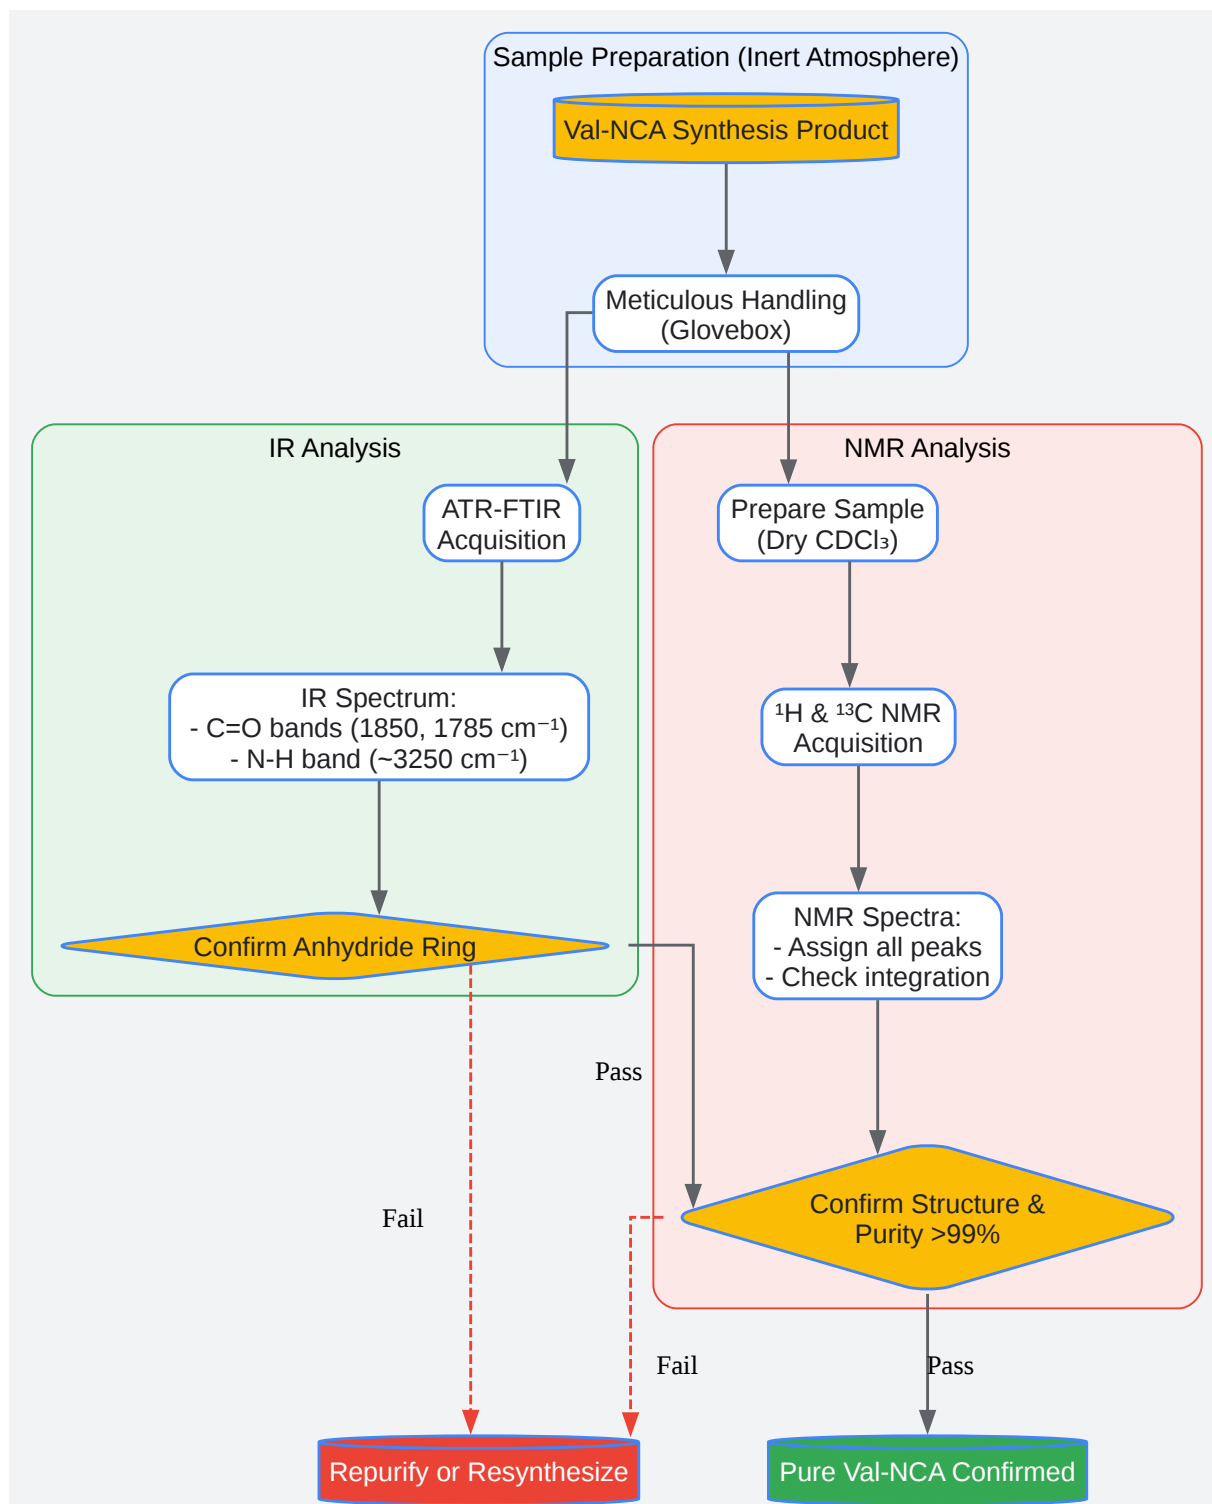 Sample Preparation (Inert Atmosphere)
Val-NCA Synthesis Product
Meticulous Handling
(Glovebox)
IR Analysis
ATR-FTIR
Acquisition
IR Spectrum:
- C=O bands (1850, 1785 cm⁻¹)
- N-H band (~3250 cm⁻¹)
Confirm Anhydride Ring
NMR Analysis
Prepare Sample
(Dry CDCl₃)
¹H & ¹³C NMR
Acquisition
NMR Spectra:
- Assign all peaks
- Check integration
Pass
Confirm Structure &
Purity >99%
Fail
Fail
Pass
Repurify or Resynthesize
Pure Val-NCA Confirmed